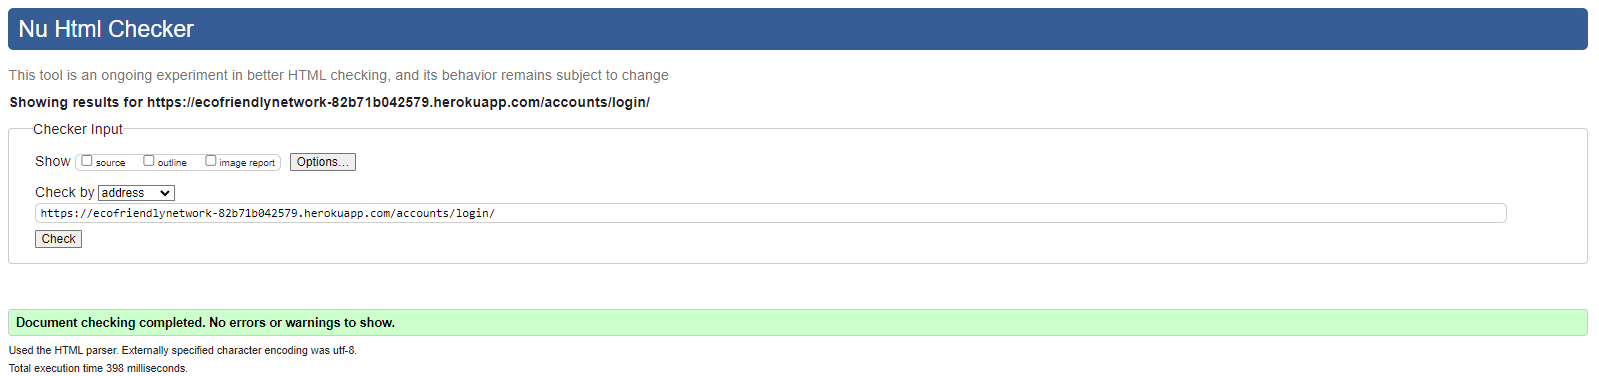 Nu Html Checker
This tool is an ongoing experiment in better HTML checking, and its behavior remains subject to change
Showing results for https://ecofriendlynetwork-82b71b042579.herokuapp.com/accounts/login/
Checker Input
Show source outline image report Options...
Check by address
https://ecofriendlynetwork-82b71b042579.herokuapp.com/accounts/login/
Check
Document checking completed. No errors or warnings to show.
Used the HTML parser. Externally specified character encoding was utf-8.
Total execution time 398 milliseconds.